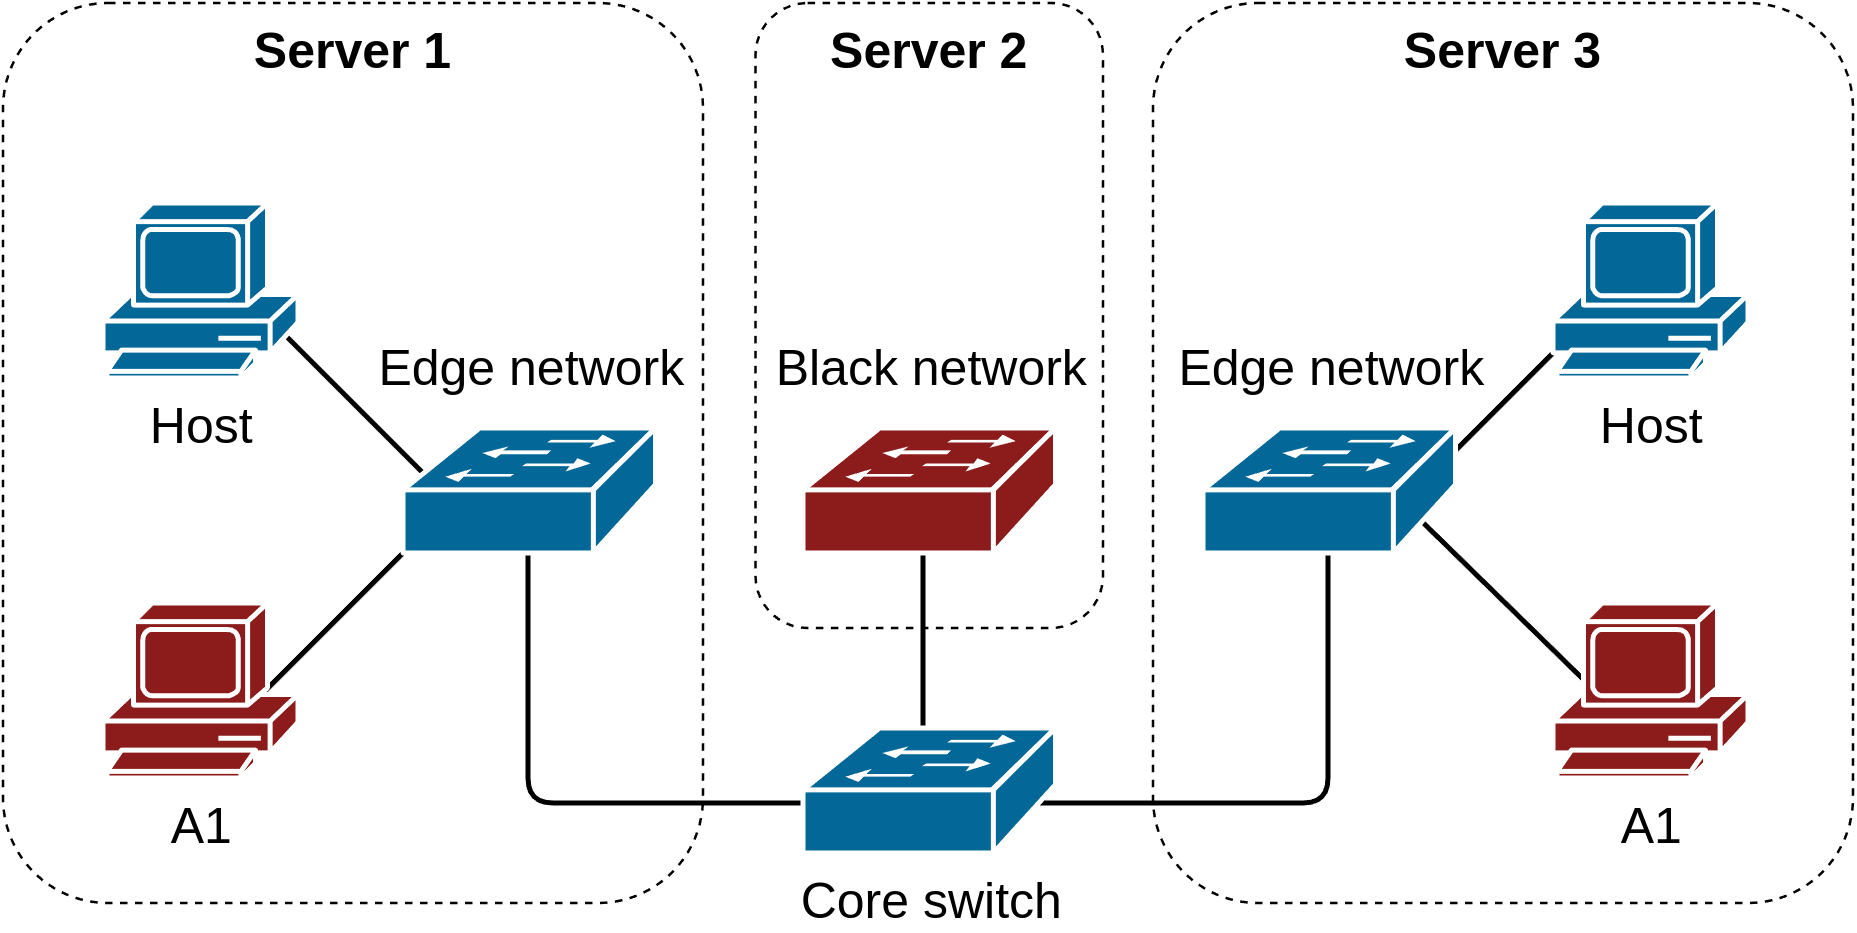 Server 1
Server 2
Server 3
Edge network
Black network
Edge network
Host
Host
A1
A1
Core switch